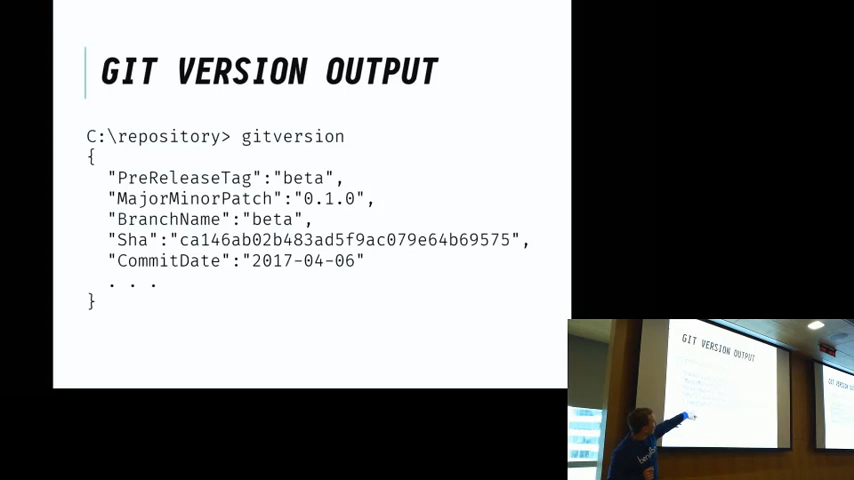 GIT VERSION OUTPUT
C:\repository> gitversion
{
"PreReleaseTag":"beta",
"MajorMinorPatch":"0.1.0",
"BranchName":"beta",
"Sha":"ca146ab02b483ad5f9ac079e64b69575",
"CommitDate":"2017-04-06"
. . .
}
GIT VERSION OUTPUT